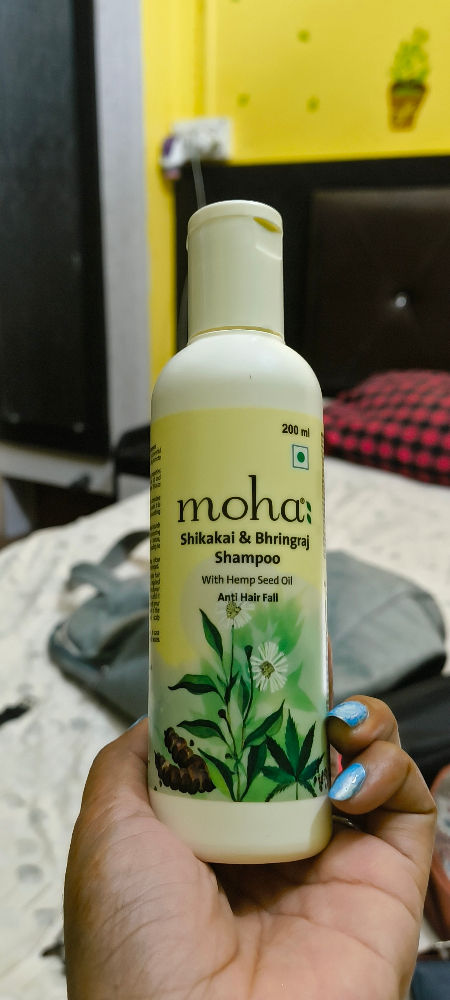 200 ml
moha:
Shikakai & Bhringraj
Shampoo
With Hemp Seed Oil
Anti Hair Fall